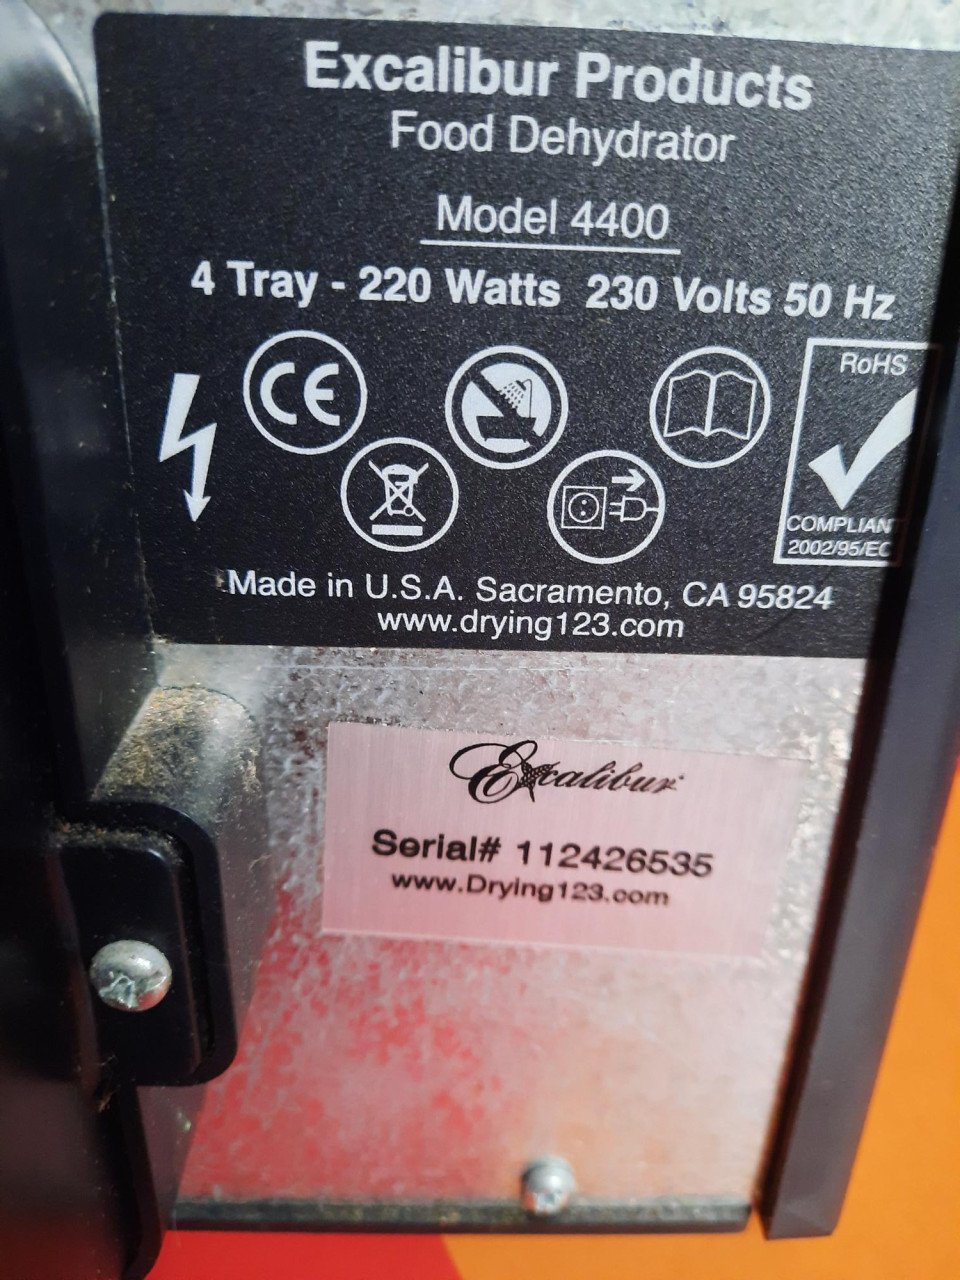 Excalibur Products
Food Dehydrator
Model 4400
4 Tray - 220 Watts 230 Volts 50 Hz
CE
RoHS
COMPLIANT
2002/95/EC
Made in U.S.A. Sacramento, CA 95824
www.drying123.com
Excalibur
Serial# 112426535
www.Drying123.com